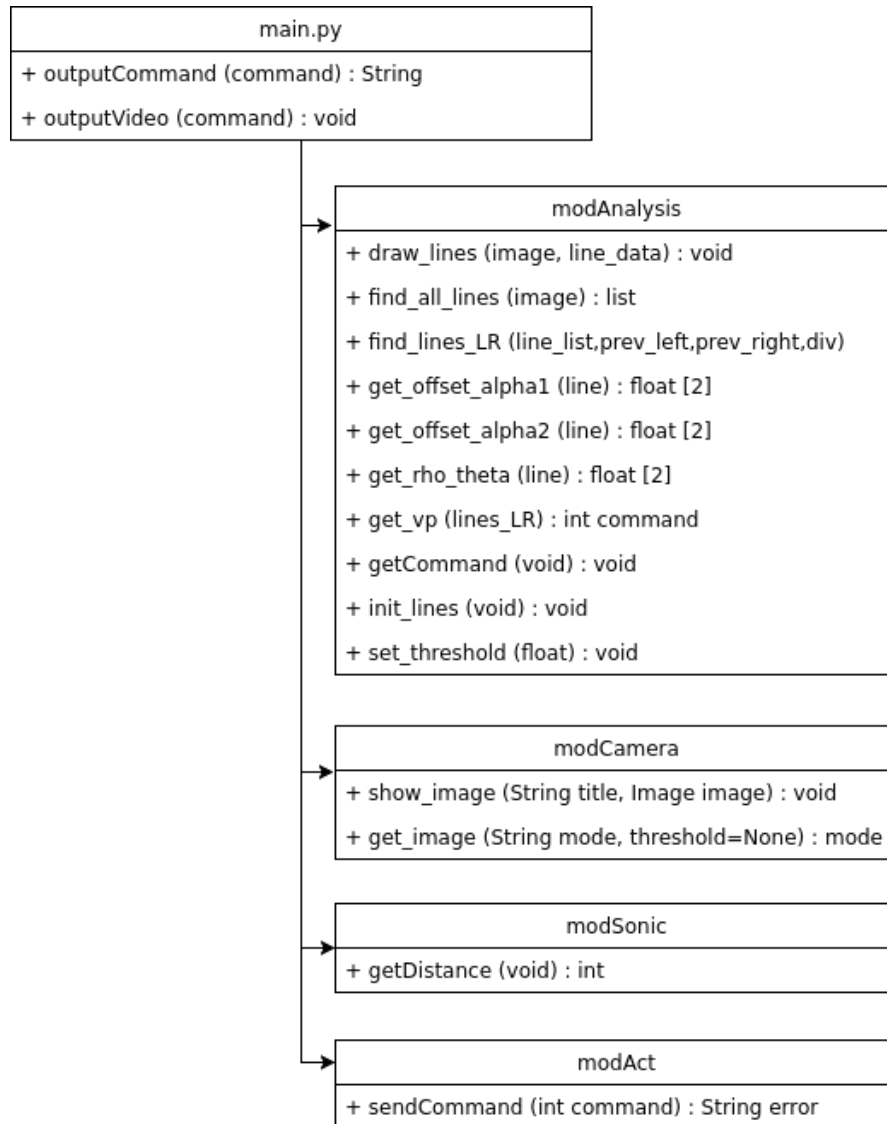 main.py
+ outputCommand (command) : String
+ outputVideo (command) : void
modAnalysis
+ draw_lines (image, line_data) : void
+ find_all_lines (image) : list
+ find_lines_LR (line_list,prev_left,prev_right,div)
+ get_offset_alpha1 (line) : float [2]
+ get_offset_alpha2 (line) : float [2]
+ get_rho_theta (line) : float [2]
+ get_vp (lines_LR) : int command
+ getCommand (void) : void
+ init_lines (void) : void
+ set_threshold (float) : void
modCamera
+ show_image (String title, Image image) : void
+ get_image (String mode, threshold=None) : mode
modSonic
+ getDistance (void) : int
modAct
+ sendCommand (int command) : String error